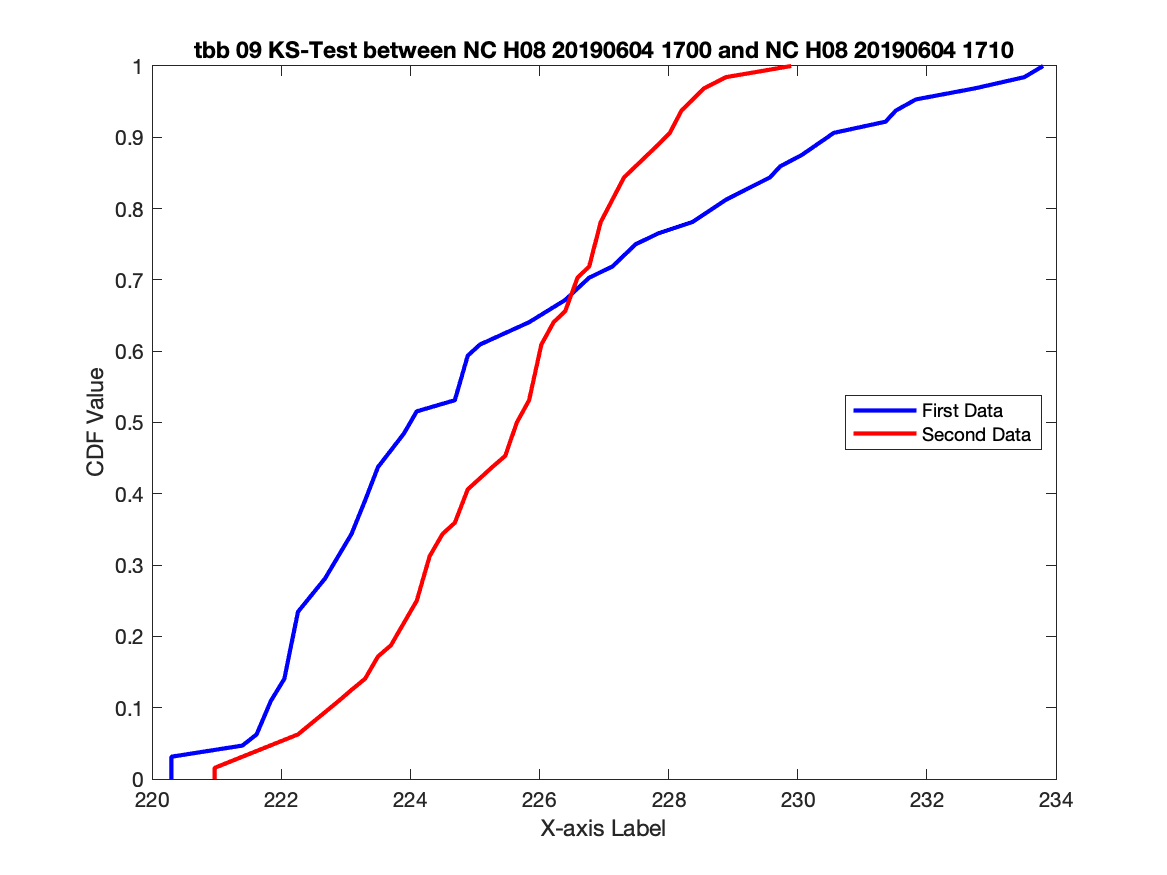 tbb 09 KS-Test between NC H08 20190604 1700 and NC H08 20190604 1710
1
0.9
0.8
0.7
0.6
0.5
0.4
0.3
0.2
0.1
0
CDF Value
First Data
Second Data
220 222 224 226 228 230 232 234
X-axis Label